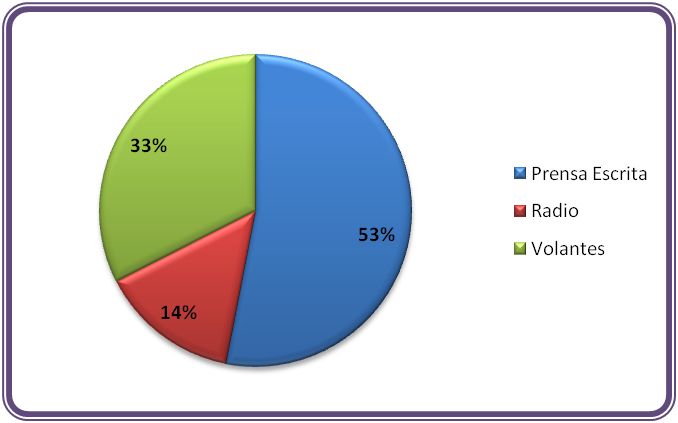 33%
53%
14%
Prensa Escrita
Radio
Volantes